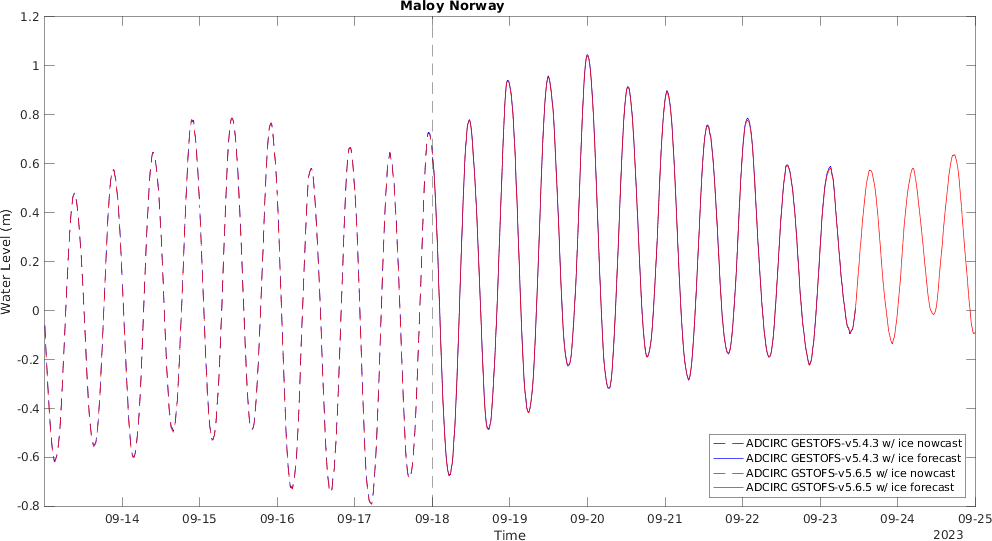 Maloy Norway
1.2
1
0.8
0.6
0.4
0.2
0
-0.2
-0.4
-0.6
-0.8
Water Level (m)
ADCIRC GESTOFS-v5.4.3 w/ ice nowcast
ADCIRC GESTOFS-v5.4.3 w/ ice forecast
ADCIRC GSTOFS-v5.6.5 w/ ice nowcast
ADCIRC GSTOFS-v5.6.5 w/ ice forecast
09-14 09-15 09-16 09-17 09-18 09-19 09-20 09-21 09-22 09-23 09-24 09-25
Time
2023